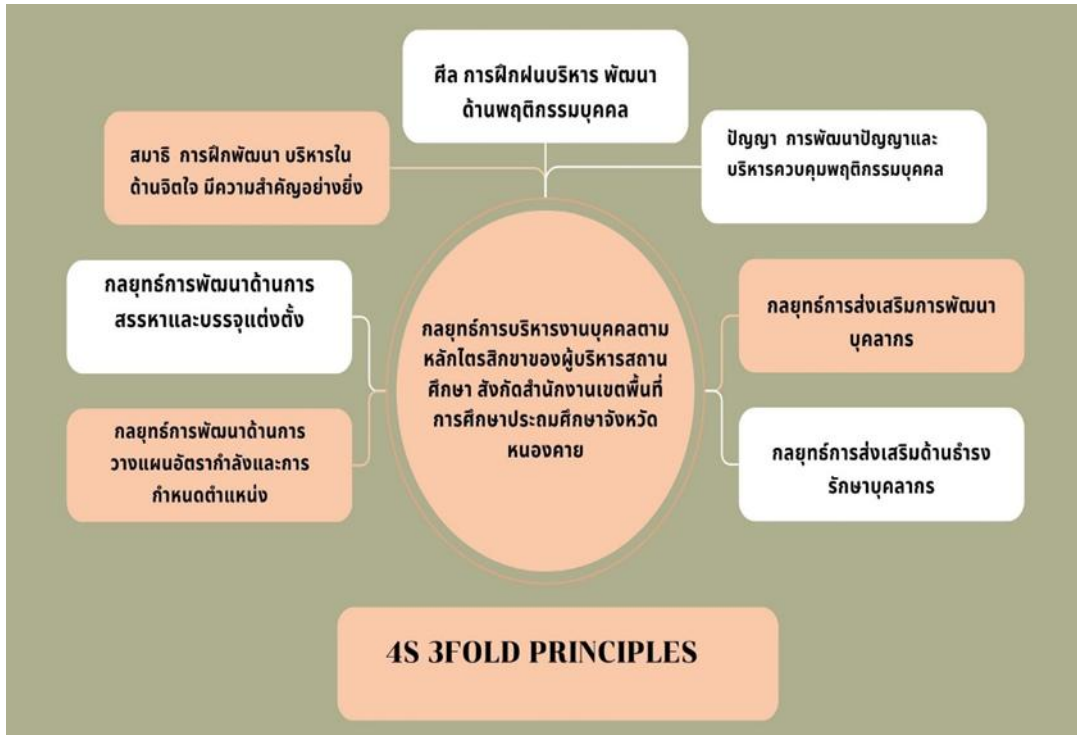 ศีล การฝึกฝนบริหาร พัฒนา
ด้านพฤติกรรมบุคคล
สมาธิ การฝึกพัฒนา บริหารใน
ด้านจิตใจ มีความสำคัญอย่างยิ่ง
ปัญญา การพัฒนาปัญญาและ
บริหารควบคุมพฤติกรรมบุคคล
กลยุทธ์การพัฒนาด้านการ
สรรหาและบรรจุแต่งตั้ง
กลยุทธ์การพัฒนาด้านการ
วางแผนอัตรากำลังและการ
กำหนดตำแหน่ง
กลยุทธ์การบริหารงานบุคคลตาม
หลักไตรสิกขาของผู้บริหารสถาน
ศึกษา สังกัดสำนักงานเขตพื้นที่
การศึกษาประถมศึกษาจังหวัด
หนองคาย
กลยุทธ์การส่งเสริมการพัฒนา
บุคลากร
กลยุทธ์การส่งเสริมด้านธำรง
รักษาบุคลากร
4S 3FOLD PRINCIPLES